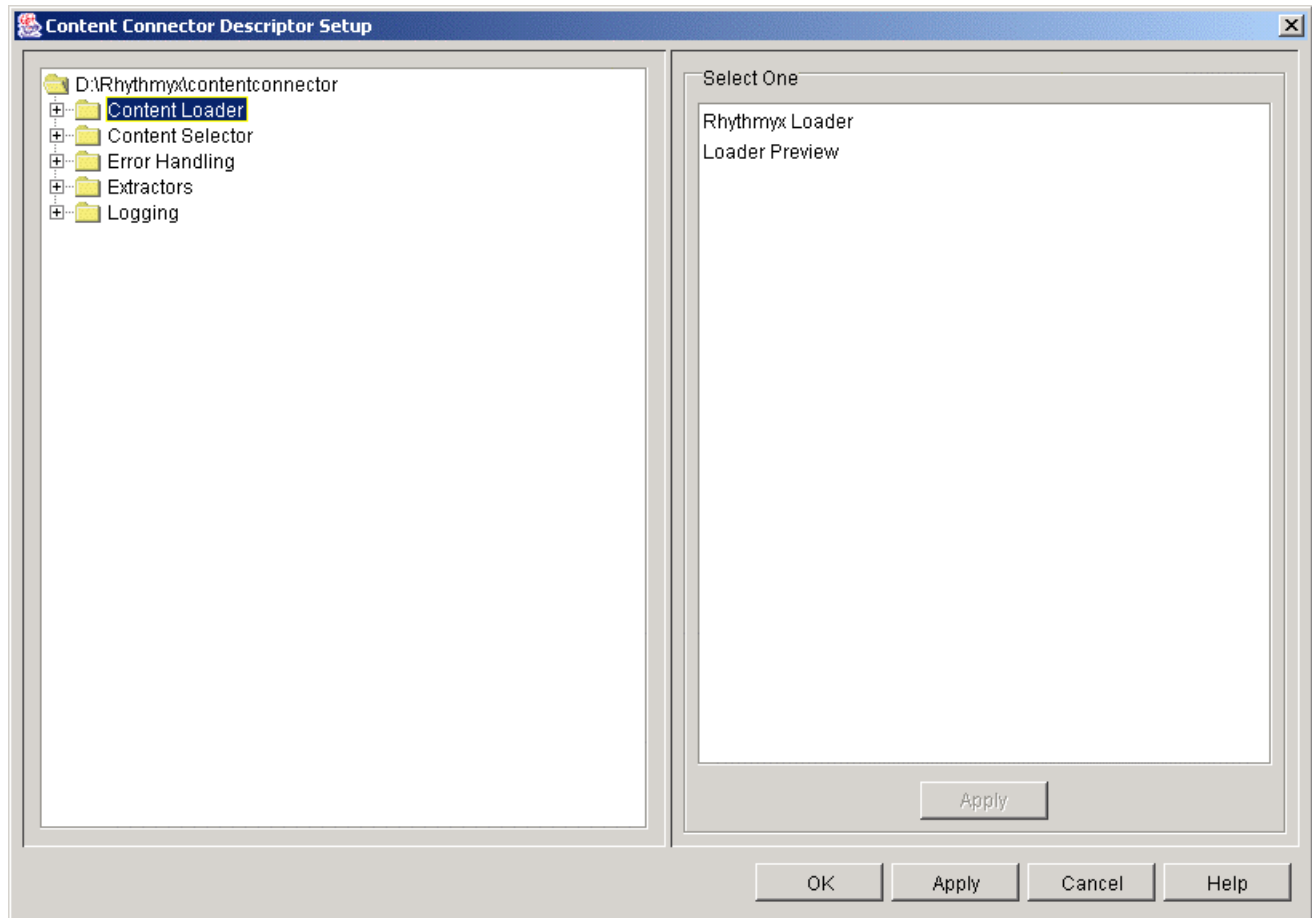 Content Connector Descriptor Setup
D:\Rhythmyx\contentconnector
Content Loader
Content Selector
Error Handling
Extractors
Logging
Select One
Rhythmyx Loader
Loader Preview
Apply
OK Apply Cancel Help